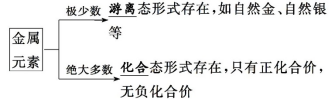 极少数
游离态形式存在,如自然金、自然银
等
金属
元素
绝大多数
化合态形式存在,只有正化合价,
无负化合价